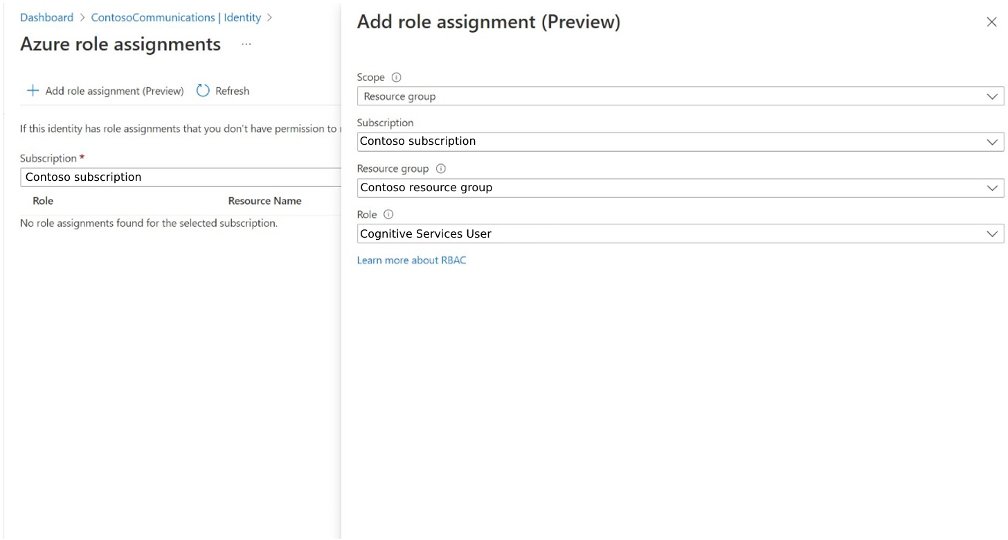 Dashboard > ContosoCommunications | Identity >
Azure role assignments ...
+ Add role assignment (Preview) Refresh
If this identity has role assignments that you don't have permission to
Subscription *
Contoso subscription
Role Resource Name
No role assignments found for the selected subscription.
Add role assignment (Preview)
Scope
Resource group
Subscription
Contoso subscription
Resource group
Contoso resource group
Role
Cognitive Services User
Learn more about RBAC